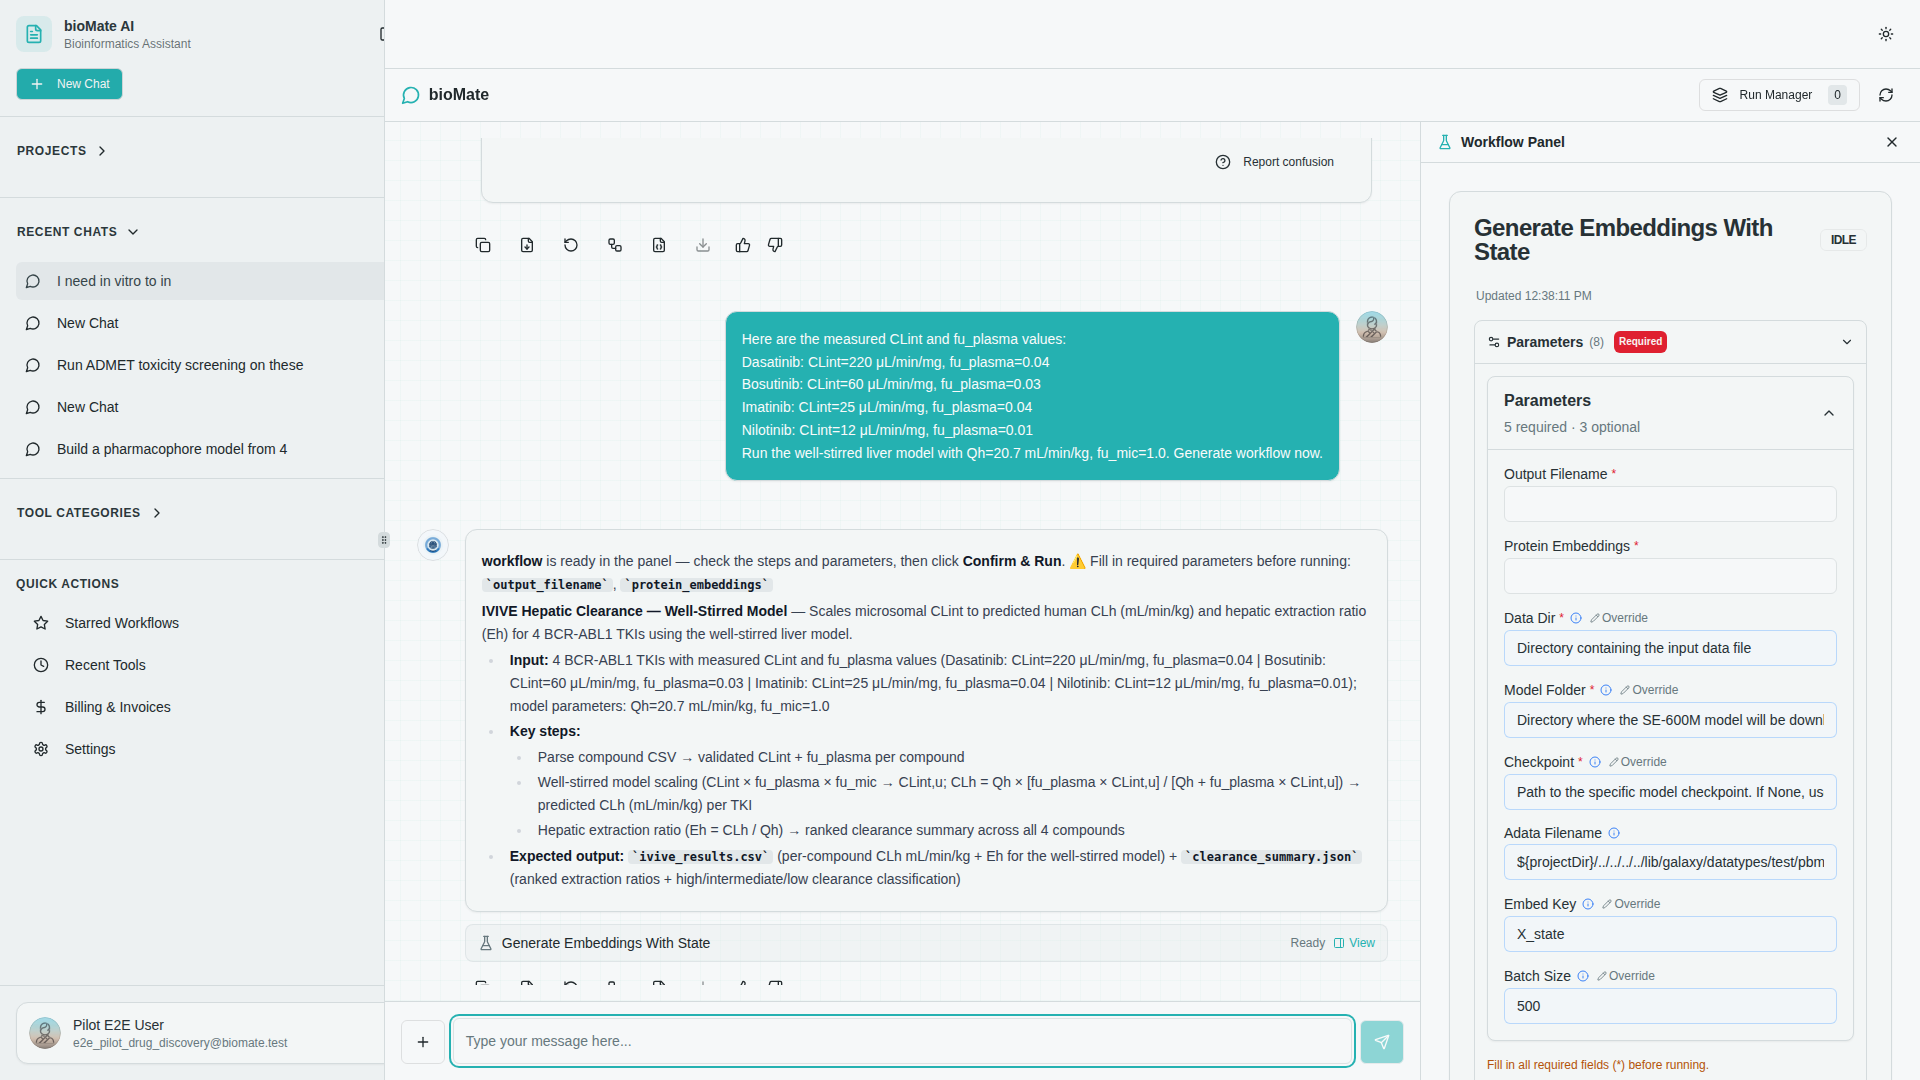 bioMate AI
Bioinformatics Assistant
New Chat
PROJECTS
RECENT CHATS
I need in vitro to in
New Chat
Run ADMET toxicity screening on these
New Chat
Build a pharmacophore model from 4
TOOL CATEGORIES
QUICK ACTIONS
Starred Workflows
Recent Tools
Billing & Invoices
Settings
Pilot E2E User
e2e_pilot_drug_discovery@biomate.test
bioMate
Run Manager 0
Report confusion
Here are the measured CLint and fu_plasma values:
Dasatinib: CLint=220 µL/min/mg, fu_plasma=0.04
Bosutinib: CLint=60 µL/min/mg, fu_plasma=0.03
Imatinib: CLint=25 µL/min/mg, fu_plasma=0.04
Nilotinib: CLint=12 µL/min/mg, fu_plasma=0.01
Run the well-stirred liver model with Qh=20.7 mL/min/kg, fu_mic=1.0. Generate workflow now.
workflow is ready in the panel — check the steps and parameters, then click Confirm & Run. ⚠️ Fill in required parameters before running:
`output_filename`, `protein_embeddings`
IVIVE Hepatic Clearance — Well-Stirred Model — Scales microsomal CLint to predicted human CLh (mL/min/kg) and hepatic extraction ratio
(Eh) for 4 BCR-ABL1 TKIs using the well-stirred liver model.
Input: 4 BCR-ABL1 TKIs with measured CLint and fu_plasma values (Dasatinib: CLint=220 µL/min/mg, fu_plasma=0.04 | Bosutinib:
CLint=60 µL/min/mg, fu_plasma=0.03 | Imatinib: CLint=25 µL/min/mg, fu_plasma=0.04 | Nilotinib: CLint=12 µL/min/mg, fu_plasma=0.01);
model parameters: Qh=20.7 mL/min/kg, fu_mic=1.0
Key steps:
Parse compound CSV → validated CLint + fu_plasma per compound
Well-stirred model scaling (CLint × fu_plasma × fu_mic → CLint,u; CLh = Qh × [fu_plasma × CLint,u] / [Qh + fu_plasma × CLint,u]) →
predicted CLh (mL/min/kg) per TKI
Hepatic extraction ratio (Eh = CLh / Qh) → ranked clearance summary across all 4 compounds
Expected output: `ivive_results.csv` (per-compound CLh mL/min/kg + Eh for the well-stirred model) + `clearance_summary.json`
(ranked extraction ratios + high/intermediate/low clearance classification)
Generate Embeddings With State
Ready View
Type your message here...
Workflow Panel
Generate Embeddings With
State
IDLE
Updated 12:38:11 PM
Parameters (8) Required
Parameters
5 required · 3 optional
Output Filename *
Protein Embeddings *
Data Dir * Override
Directory containing the input data file
Model Folder * Override
Directory where the SE-600M model will be downl
Checkpoint * Override
Path to the specific model checkpoint. If None, us
Adata Filename
${projectDir}/../../../../lib/galaxy/datatypes/test/pbm
Embed Key Override
X_state
Batch Size Override
500
Fill in all required fields (*) before running.